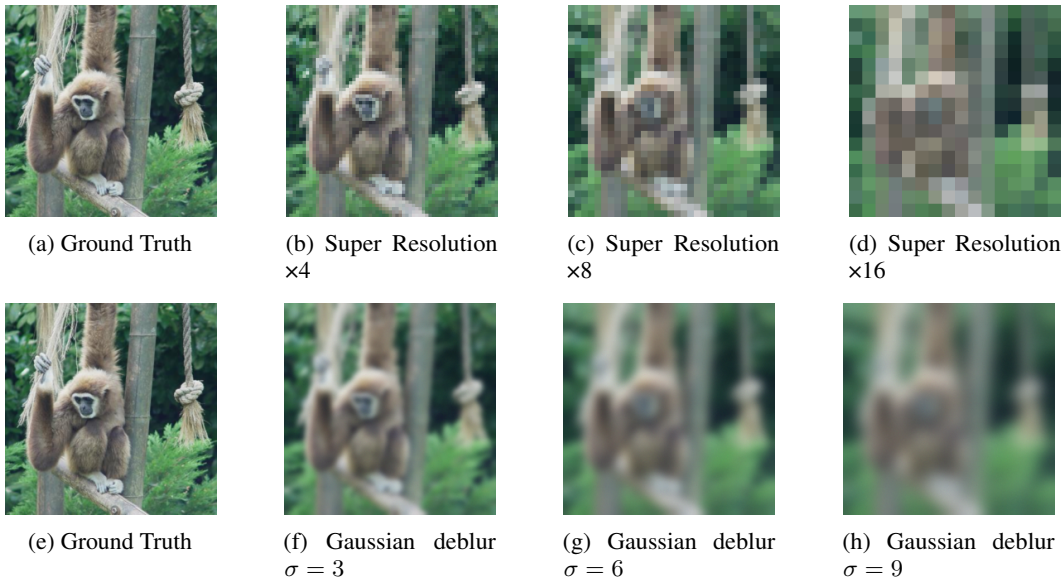 (a) Ground Truth
(b) Super Resolution
×4
(c) Super Resolution
×8
(d) Super Resolution
×16
(e) Ground Truth
(f) Gaussian deblur
σ = 3
(g) Gaussian deblur
σ = 6
(h) Gaussian deblur
σ = 9